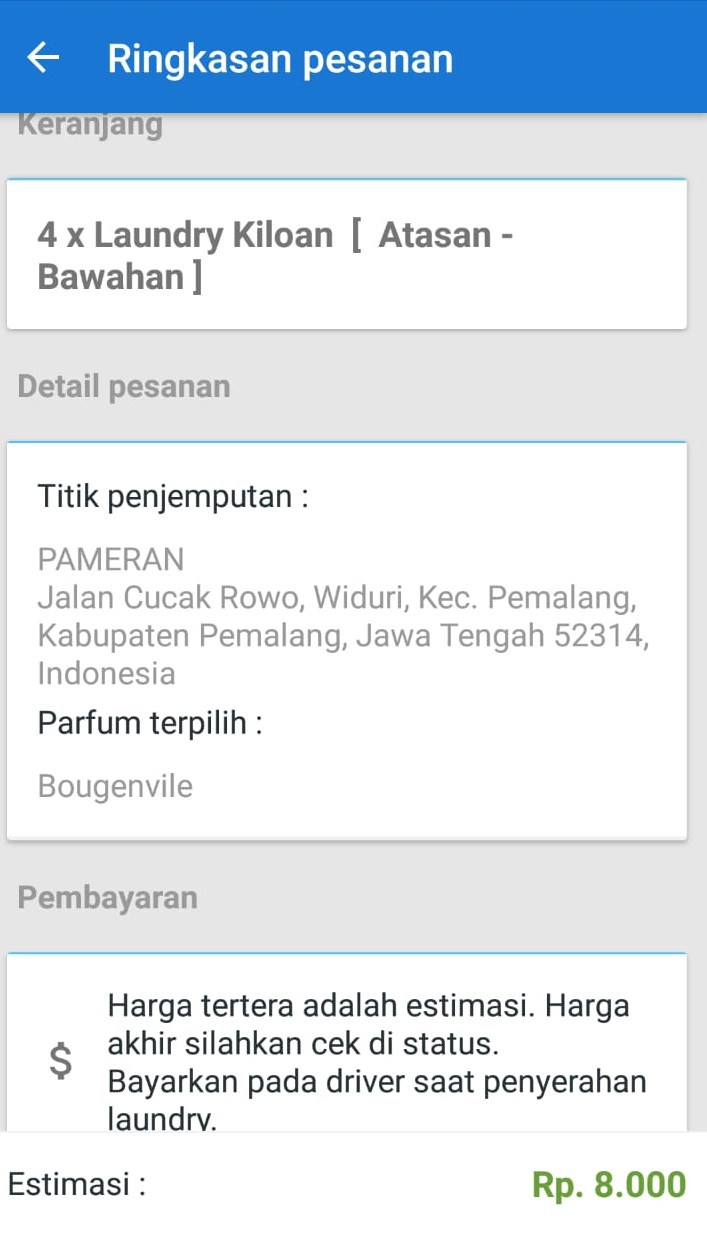 Ringkasan pesanan
Keranjang
4 x Laundry Kiloan [ Atasan -
Bawahan ]
Detail pesanan
Titik penjemputan :
PAMERAN
Jalan Cucak Rowo, Widuri, Kec. Pemalang,
Kabupaten Pemalang, Jawa Tengah 52314,
Indonesia
Parfum terpilih :
Bougenvile
Pembayaran
Harga tertera adalah estimasi. Harga
akhir silahkan cek di status.
$
Bayarkan pada driver saat penyerahan
laundry.
Estimasi :
Rp. 8.000